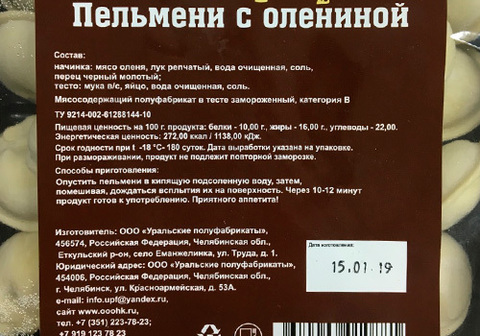 Пельмени с олениной
Состав:
начинка: мясо оленя, лук репчатый, вода очищенная, соль,
перец черный молотый;
тесто: мука в/с, яйцо, вода очищенная, соль.
Мясосодержащий полуфабрикат в тесте замороженный, категория В
ТУ 9214-002-61288144-10
Пищевая ценность на 100 г. продукта: белки - 10,00 г., жиры - 16,00 г., углеводы - 22,00.
Энергетическая ценность: 272,00 ккал / 1138,00 кДж.
Срок годности при t -18 °С- 180 суток. Дата выработки указана на упаковке.
При размораживании, продукт не подлежит повторной заморозке.
Способы приготовления:
Опустить пельмени в кипящую подсоленную воду, затем,
помешивая, дождаться всплытия их на поверхность. Через 10-12 минут
продукт готов к употреблению. Приятного аппетита!
Изготовитель: ООО «Уральские полуфабрикаты»,
456574, Российская Федерация, Челябинская обл.,
Еткульский р-он, село Еманжелинка, ул. Труда, д. 1.
Юридический адрес: ООО «Уральские полуфабрикаты»,
454006, Российская Федерация, Челябинская обл.,
г. Челябинск, ул. Красноармейская, д. 53А.
e-mail: info.upf@yandex.ru,
сайт www.ooohk.ru
тел.: +7 (351) 223-78-23;
+7 919 123 78 23
Дата изготовления:
15.01.19